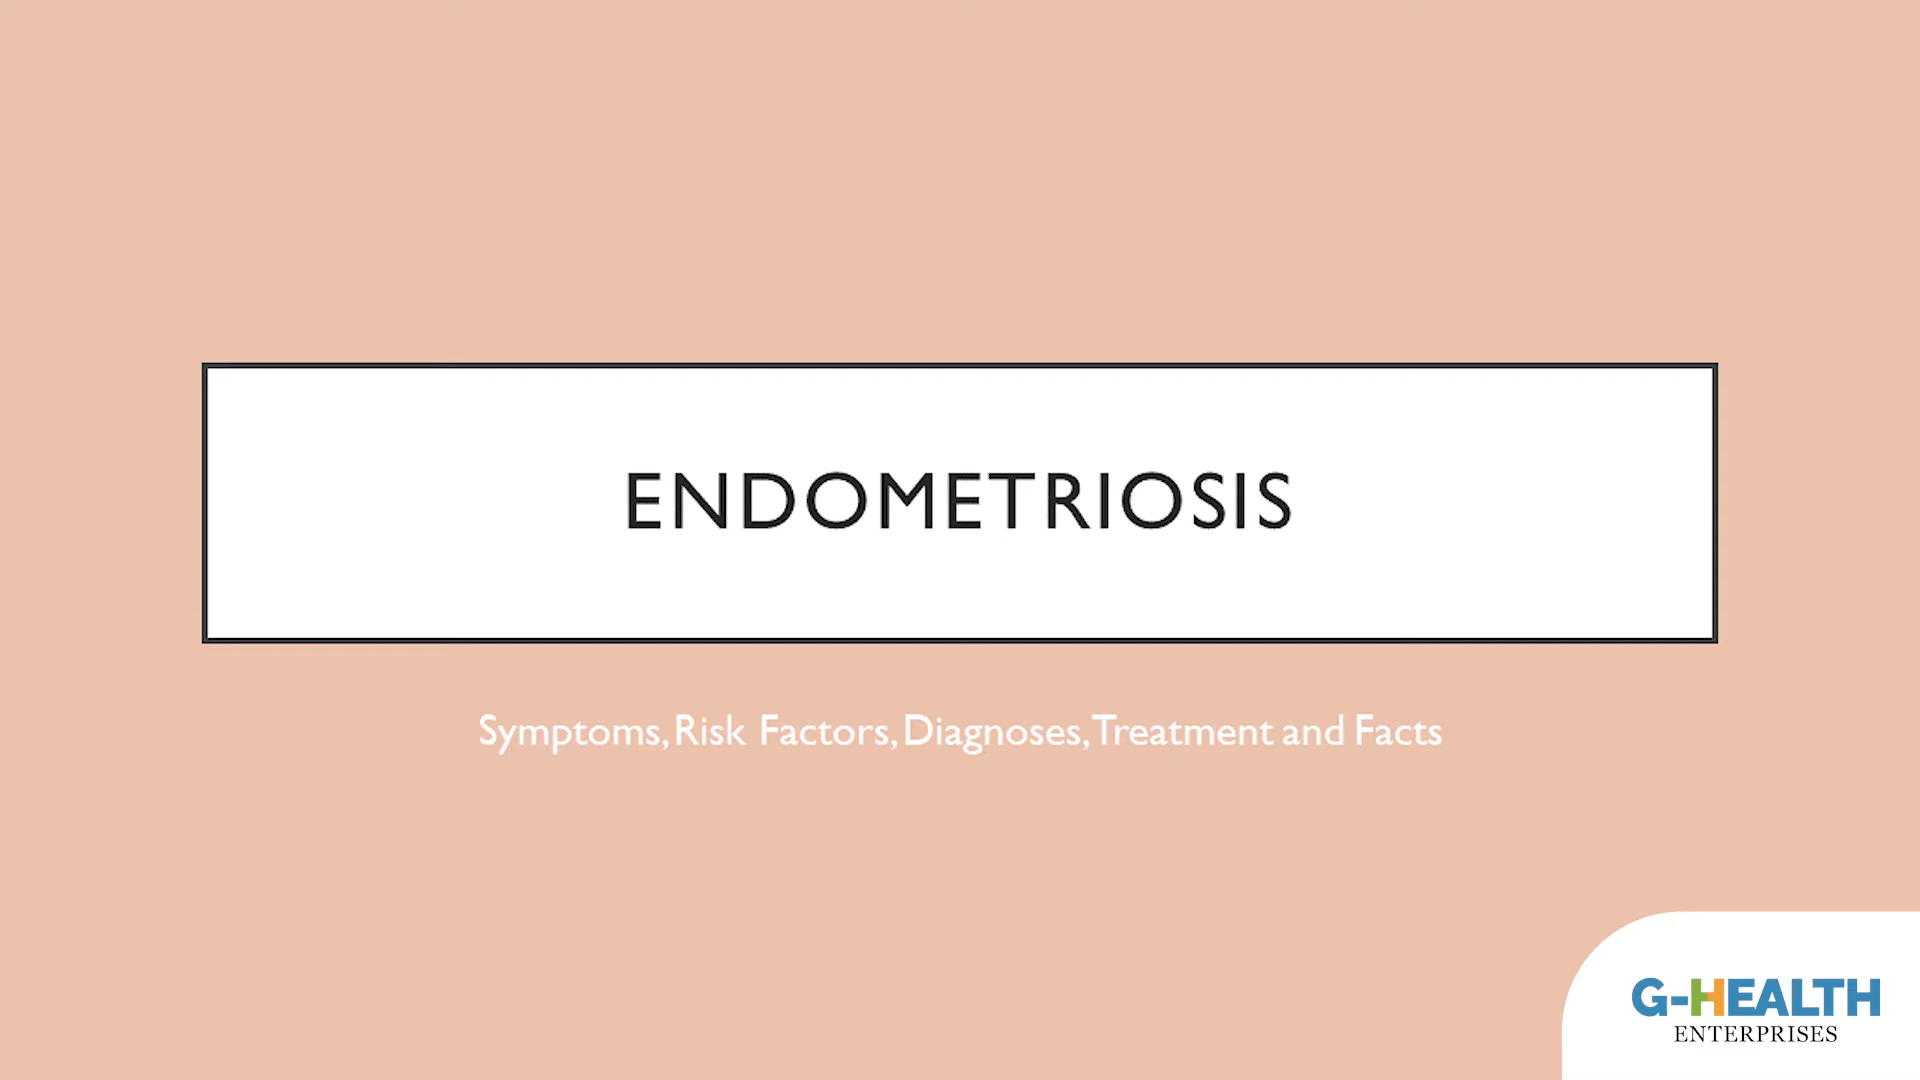 ENDOMETRIOSIS
Symptoms, Risk Factors, Diagnoses, Treatment and Facts
G-HEALTH
ENTERPRISES